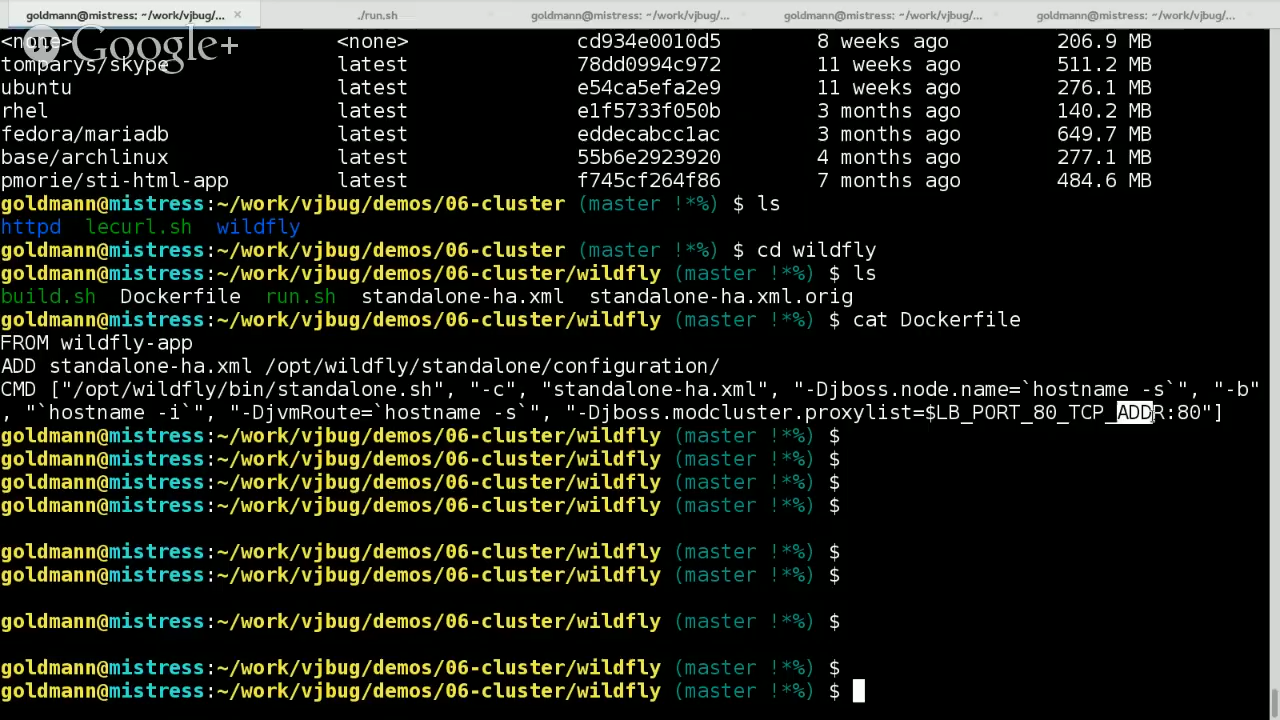 goldmann@mistress: ~/work/vjbug/... × ./run.sh goldmann@mistress: ~/work/vjbug/... goldmann@mistress: ~/work/vjbug/... goldmann@mistress: ~/work/vjbug/...
Google+
<none> <none> cd934e0010d5 8 weeks ago 206.9 MB
tomparys/skype latest 78dd0994c972 11 weeks ago 511.2 MB
ubuntu latest e54ca5efa2e9 11 weeks ago 276.1 MB
rhel latest e1f5733f050b 3 months ago 140.2 MB
fedora/mariadb latest eddecabcc1ac 3 months ago 649.7 MB
base/archlinux latest 55b6e2923920 4 months ago 277.1 MB
pmorie/sti-html-app latest f745cf264f86 7 months ago 484.6 MB
goldmann@mistress:~/work/vjbug/demos/06-cluster (master !*%) $ ls
httpd lecurl.sh wildfly
goldmann@mistress:~/work/vjbug/demos/06-cluster (master !*%) $ cd wildfly
goldmann@mistress:~/work/vjbug/demos/06-cluster/wildfly (master !*%) $ ls
build.sh Dockerfile run.sh standalone-ha.xml standalone-ha.xml.orig
goldmann@mistress:~/work/vjbug/demos/06-cluster/wildfly (master !*%) $ cat Dockerfile
FROM wildfly-app
ADD standalone-ha.xml /opt/wildfly/standalone/configuration/
CMD ["/opt/wildfly/bin/standalone.sh", "-c", "standalone-ha.xml", "-Djboss.node.name=`hostname -s`", "-b"
, "`hostname -i`", "-DjvmRoute=`hostname -s`", "-Djboss.modcluster.proxylist=$LB_PORT_80_TCP_ADDR:80"]
goldmann@mistress:~/work/vjbug/demos/06-cluster/wildfly (master !*%) $
goldmann@mistress:~/work/vjbug/demos/06-cluster/wildfly (master !*%) $
goldmann@mistress:~/work/vjbug/demos/06-cluster/wildfly (master !*%) $
goldmann@mistress:~/work/vjbug/demos/06-cluster/wildfly (master !*%) $
goldmann@mistress:~/work/vjbug/demos/06-cluster/wildfly (master !*%) $
goldmann@mistress:~/work/vjbug/demos/06-cluster/wildfly (master !*%) $
goldmann@mistress:~/work/vjbug/demos/06-cluster/wildfly (master !*%) $
goldmann@mistress:~/work/vjbug/demos/06-cluster/wildfly (master !*%) $
goldmann@mistress:~/work/vjbug/demos/06-cluster/wildfly (master !*%) $